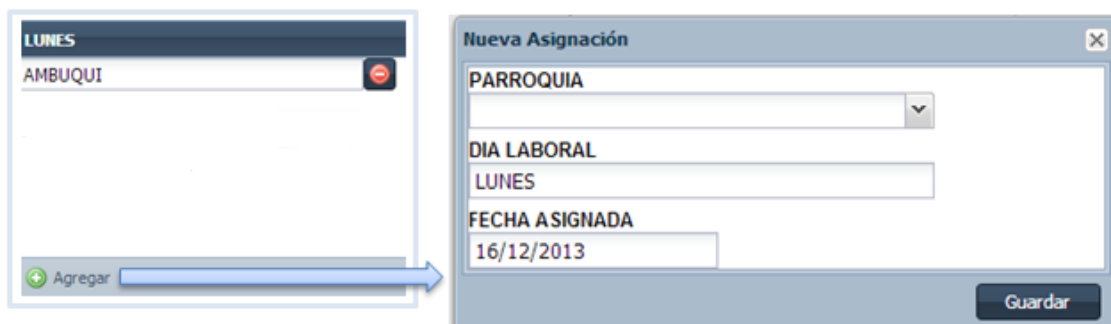 LUNES
AMBUQUI
Agregar
Nueva Asignación
PARROQUIA
DIA LABORAL
LUNES
FECHA ASIGNADA
16/12/2013
Guardar